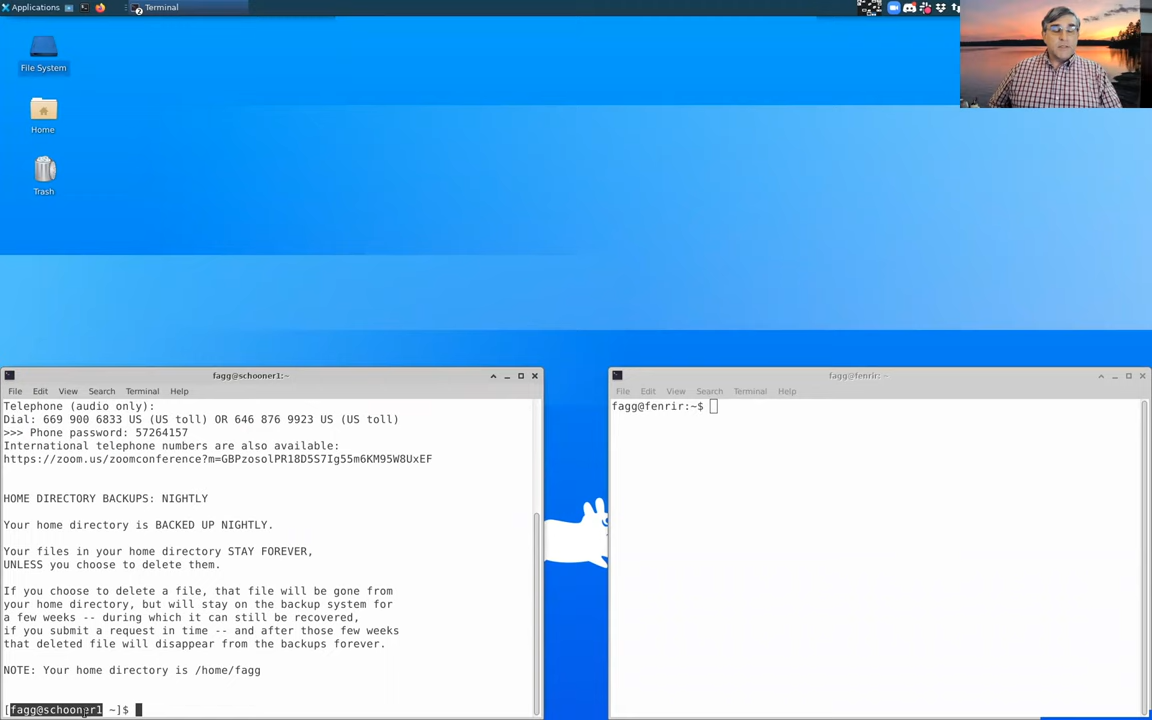 Applications
Terminal
File System
Home
Trash
fagg@schooner1:~
File Edit View Search Terminal Help
Telephone (audio only):
Dial: 669 900 6833 US (US toll) OR 646 876 9923 US (US toll)
>>> Phone password: 57264157
International telephone numbers are also available:
https://zoom.us/zoomconference?m=GBPzosolPR18D5S7Ig55m6KM95W8UxEF
HOME DIRECTORY BACKUPS: NIGHTLY
Your home directory is BACKED UP NIGHTLY.
Your files in your home directory STAY FOREVER,
UNLESS you choose to delete them.
If you choose to delete a file, that file will be gone from
your home directory, but will stay on the backup system for
a few weeks -- during which it can still be recovered,
if you submit a request in time -- and after those few weeks
that deleted file will disappear from the backups forever.
NOTE: Your home directory is /home/fagg
[fagg@schooner1 ~]$
fagg@fenrir: ~
File Edit View Search Terminal Help
fagg@fenrir:~$